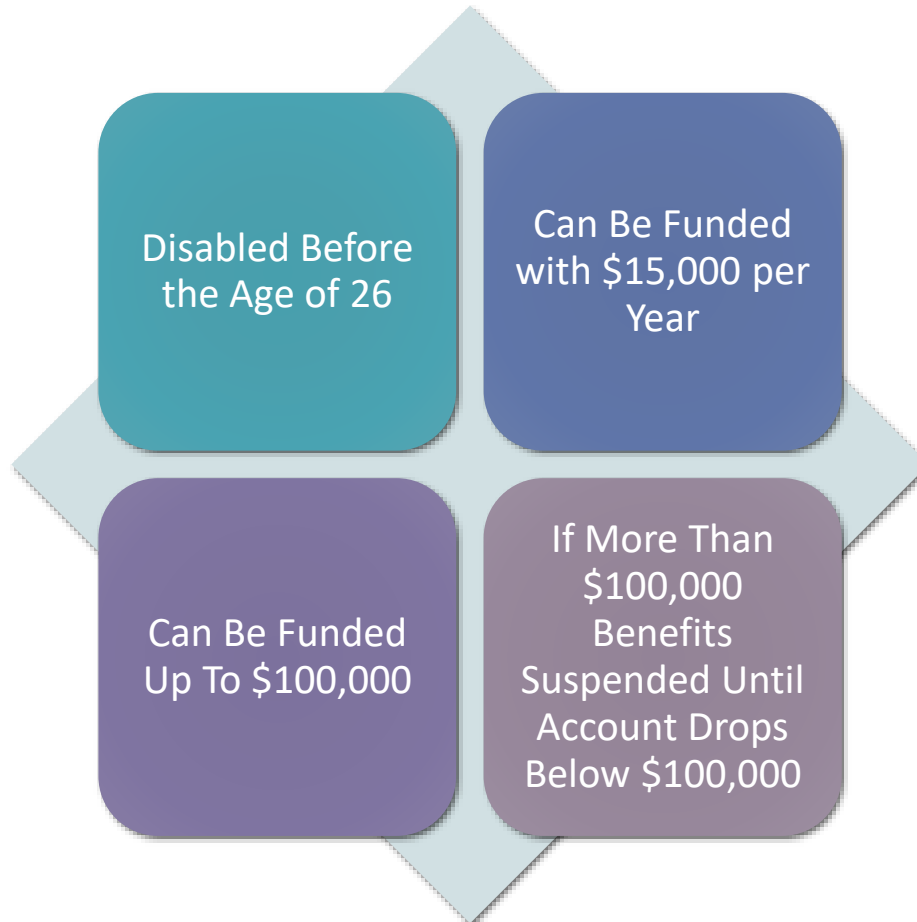 Disabled Before
the Age of 26
Can Be Funded
with $15,000 per
Year
Can Be Funded
Up To $100,000
If More Than
$100,000
Benefits
Suspended Until
Account Drops
Below $100,000